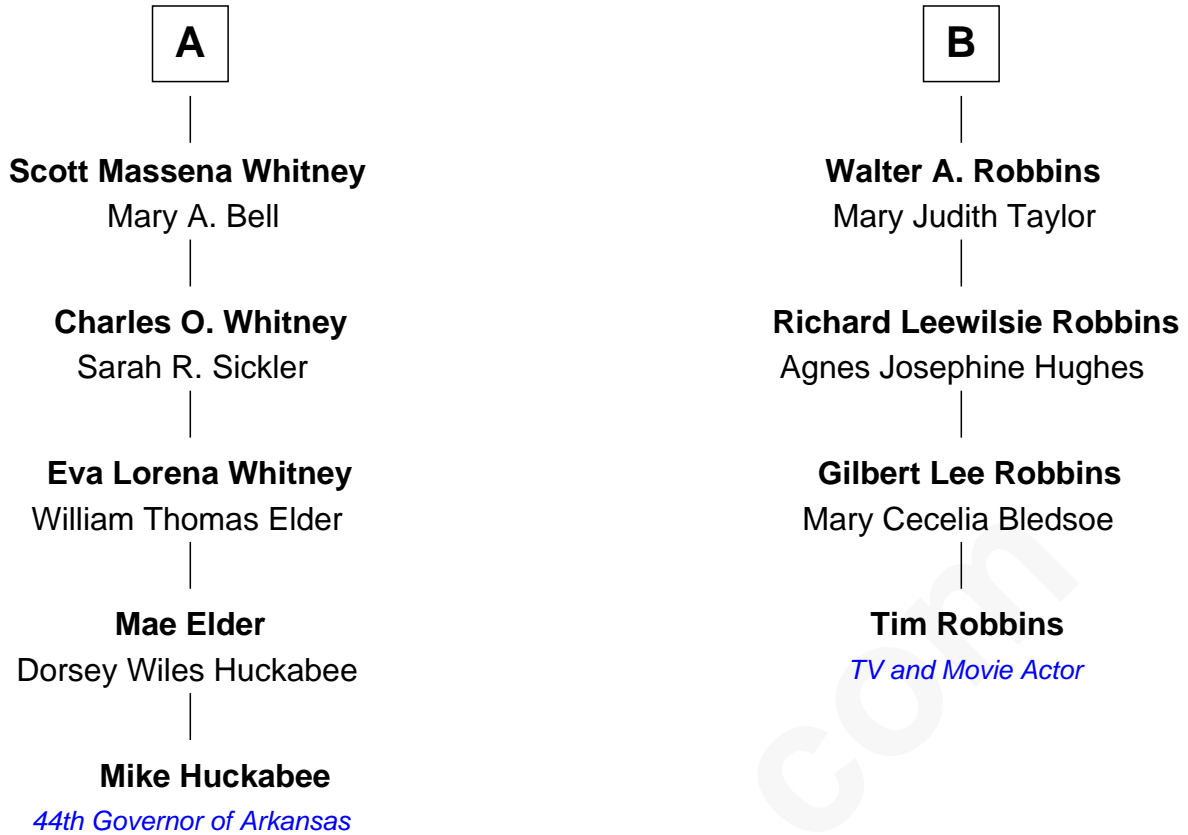 A
Scott Massena Whitney
Mary A. Bell
Charles O. Whitney
Sarah R. Sickler
Eva Lorena Whitney
William Thomas Elder
Mae Elder
Dorsey Wiles Huckabee
Mike Huckabee
44th Governor of Arkansas
B
Walter A. Robbins
Mary Judith Taylor
Richard Leewilsie Robbins
Agnes Josephine Hughes
Gilbert Lee Robbins
Mary Cecelia Bledsoe
Tim Robbins
TV and Movie Actor
com